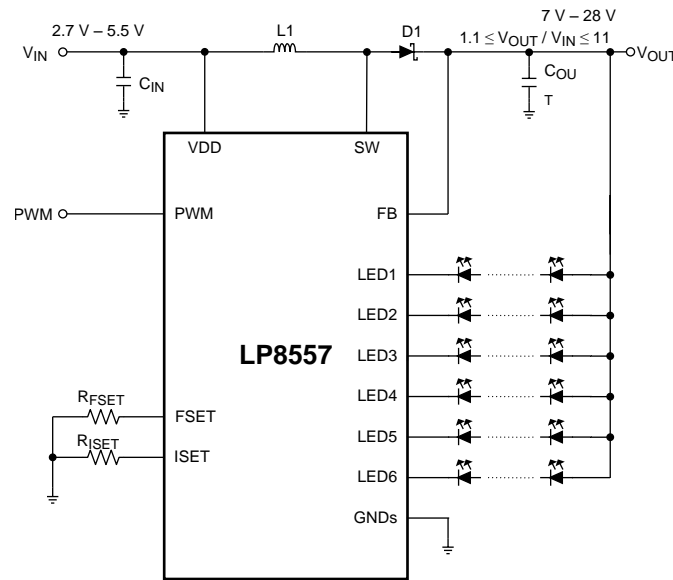 7 V – 28 V
2.7 V – 5.5 V
L1
D1
1.1 ≤ VOUT / VIN ≤ 11
VIN
VOUT
CIN
COU
T
VDD
SW
PWM
PWM
FB
LED1
LED2
LED3
LP8557
LED4
RFSET
FSET
LED5
RISET
ISET
LED6
GNDs